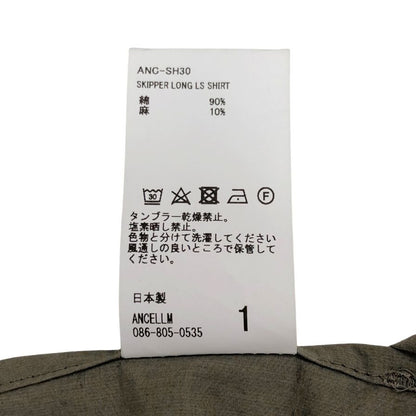 ANC-SH30
SKIPPER LONG LS SHIRT
綿 90%
麻 10%
30
F
タンブラー乾燥禁止。
塩素晒し禁止。
色物と分けて洗濯してください
風通しの良いところで保管して
ください。
日本製
ANCELLM
086-805-0535
1